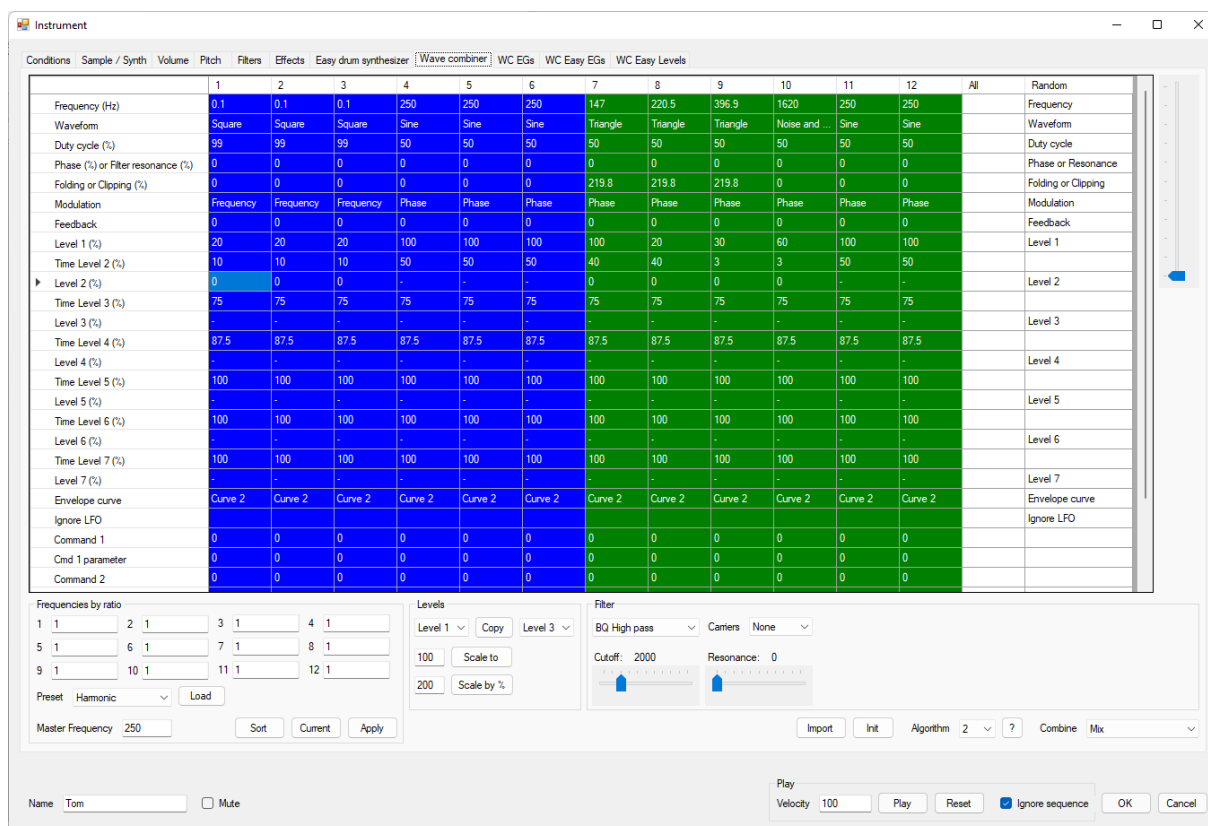 Instrument
Conditions Sample / Synth Volume Pitch Filters Effects Easy drum synthesizer Wave combiner WC EGs WC Easy EGs WC Easy Levels
1 2 3 4 5 6 7 8 9 10 11 12 All Random
Frequency (Hz) 0.1 0.1 0.1 250 250 250 147 220.5 396.9 1620 250 250 Frequency
Waveform Square Square Square Sine Sine Sine Triangle Triangle Triangle Noise and ... Sine Sine Waveform
Duty cycle (%) 99 99 99 50 50 50 50 50 50 50 50 50 Duty cycle
Phase (%) or Filter resonance (%) 0 0 0 0 0 0 0 0 0 0 0 0 Phase or Resonance
Folding or Clipping (%) 0 0 0 0 0 0 219.8 219.8 219.8 0 0 0 Folding or Clipping
Modulation Frequency Frequency Frequency Phase Phase Phase Phase Phase Phase Phase Phase Phase Modulation
Feedback 0 0 0 0 0 0 0 0 0 0 0 0 Feedback
Level 1 (%) 20 20 20 100 100 100 100 20 30 60 100 100 Level 1
Time Level 2 (%) 10 10 10 50 50 50 40 40 3 3 50 50
Level 2 (%) 0 0 0 - - - 0 0 0 0 - - Level 2
Time Level 3 (%) 75 75 75 75 75 75 75 75 75 75 75 75
Level 3 (%) - - - - - - - - - - - - Level 3
Time Level 4 (%) 87.5 87.5 87.5 87.5 87.5 87.5 87.5 87.5 87.5 87.5 87.5 87.5
Level 4 (%) - - - - - - - - - - - - Level 4
Time Level 5 (%) 100 100 100 100 100 100 100 100 100 100 100 100
Level 5 (%) - - - - - - - - - - - - Level 5
Time Level 6 (%) 100 100 100 100 100 100 100 100 100 100 100 100
Level 6 (%) - - - - - - - - - - - - Level 6
Time Level 7 (%) 100 100 100 100 100 100 100 100 100 100 100 100
Level 7 (%) - - - - - - - - - - - - Level 7
Envelope curve Curve 2 Curve 2 Curve 2 Curve 2 Curve 2 Curve 2 Curve 2 Curve 2 Curve 2 Curve 2 Curve 2 Curve 2 Envelope curve
Ignore LFO Ignore LFO
Command 1 0 0 0 0 0 0 0 0 0 0 0 0
Cmd 1 parameter 0 0 0 0 0 0 0 0 0 0 0 0
Command 2 0 0 0 0 0 0 0 0 0 0 0 0
Frequencies by ratio
1 1 2 1 3 1 4 1
5 1 6 1 7 1 8 1
9 1 10 1 11 1 12 1
Preset Harmonic Load
Master Frequency 250 Sort Current Apply
Levels
Level 1 Copy Level 3
100 Scale to
200 Scale by %
Filter
BQ High pass Carriers None
Cutoff: 2000 Resonance: 0
Import Init Algorithm 2 ? Combine Mix
Name Tom Mute
Play
Velocity 100 Play Reset Ignore sequence OK Cancel